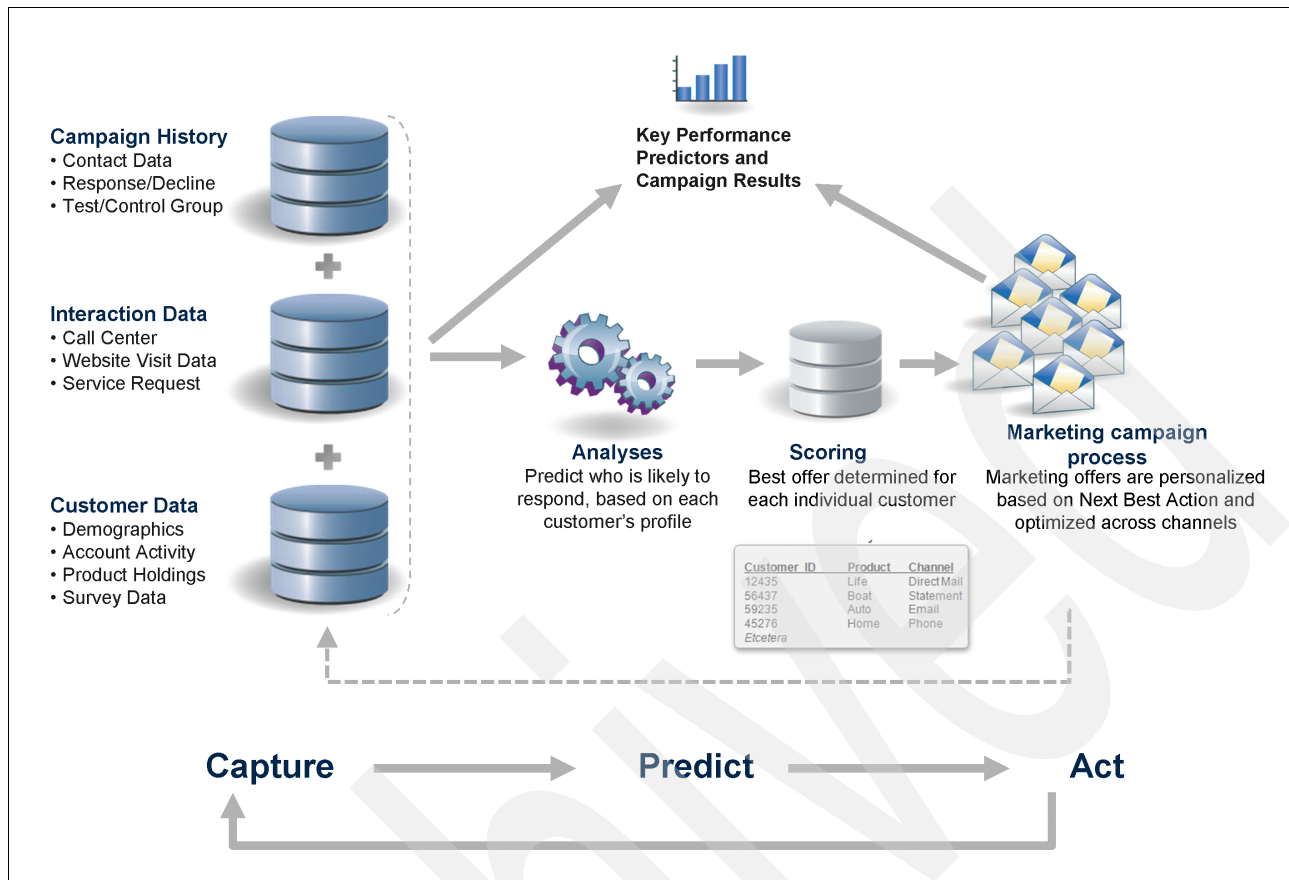 Key Performance
Predictors and
Campaign Results
Campaign History
• Contact Data
• Response/Decline
• Test/Control Group
Interaction Data
• Call Center
• Website Visit Data
• Service Request
Customer Data
• Demographics
• Account Activity
• Product Holdings
• Survey Data
Analyses
Predict who is likely to
respond, based on each
customer's profile
Scoring
Best offer determined for
each individual customer
Customer ID Product Channel
12435 Life Direct Mail
56437 Boat Statement
59235 Auto Email
45276 Home Phone
Etcetera
Marketing campaign
process
Marketing offers are personalized
based on Next Best Action and
optimized across channels
Capture Predict Act